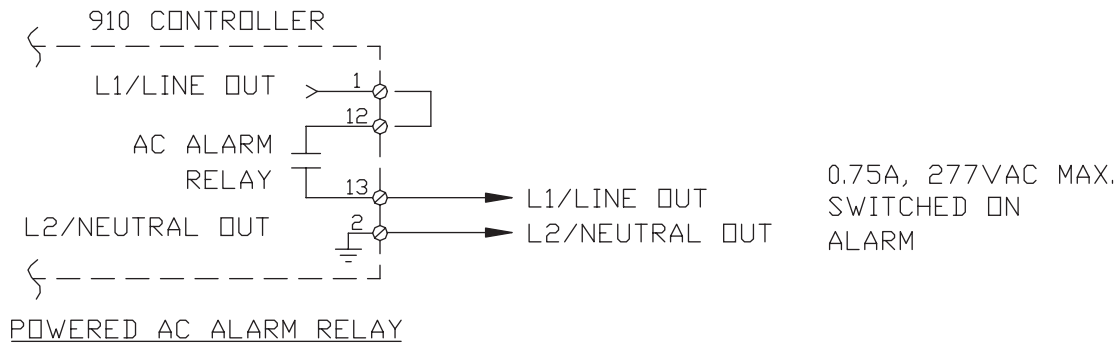 910 CONTROLLER
L1/LINE OUT
1
12
AC ALARM
RELAY
13
L1/LINE OUT
L2/NEUTRAL OUT
2
L2/NEUTRAL OUT
0.75A, 277VAC MAX.
SWITCHED ON
ALARM
POWERED AC ALARM RELAY